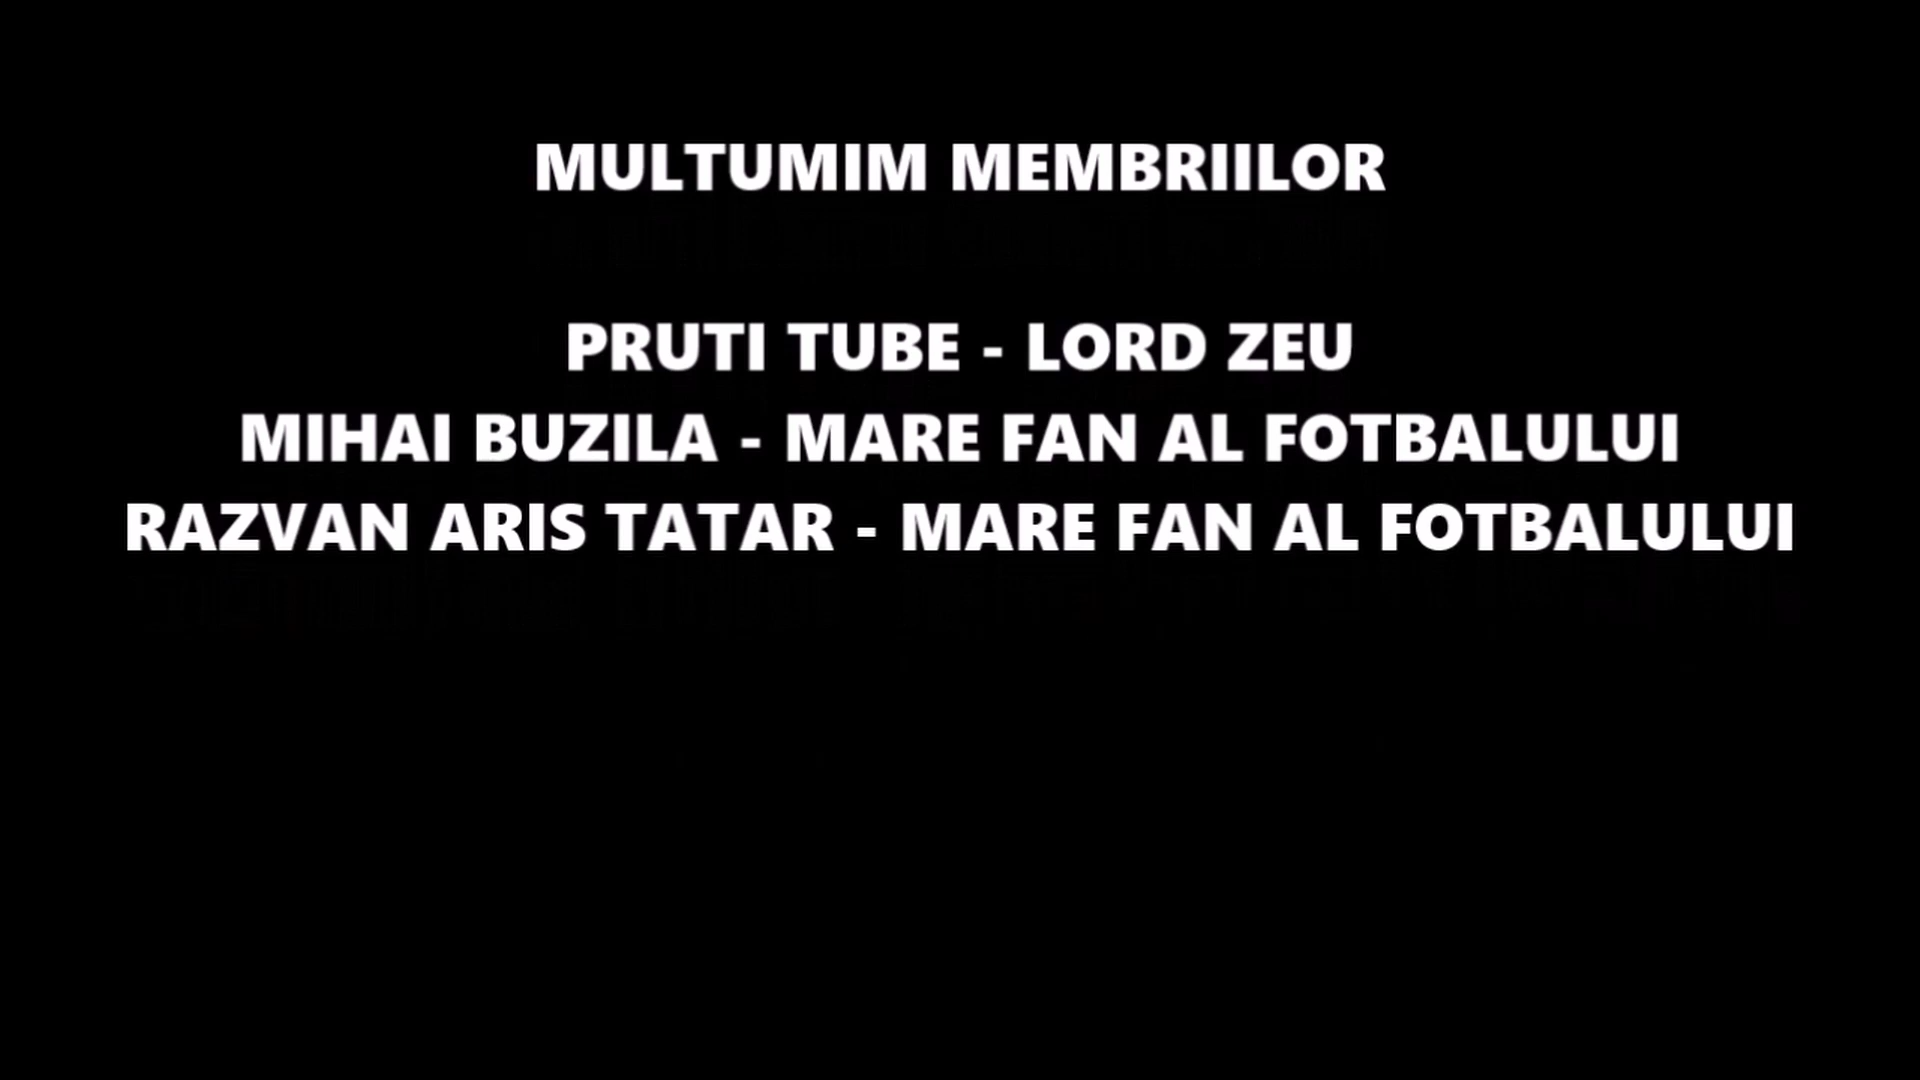 MULTUMIM MEMBRIILOR
PRUTI TUBE - LORD ZEU
MIHAI BUZILA - MARE FAN AL FOTBALULUI
RAZVAN ARIS TATAR - MARE FAN AL FOTBALULUI